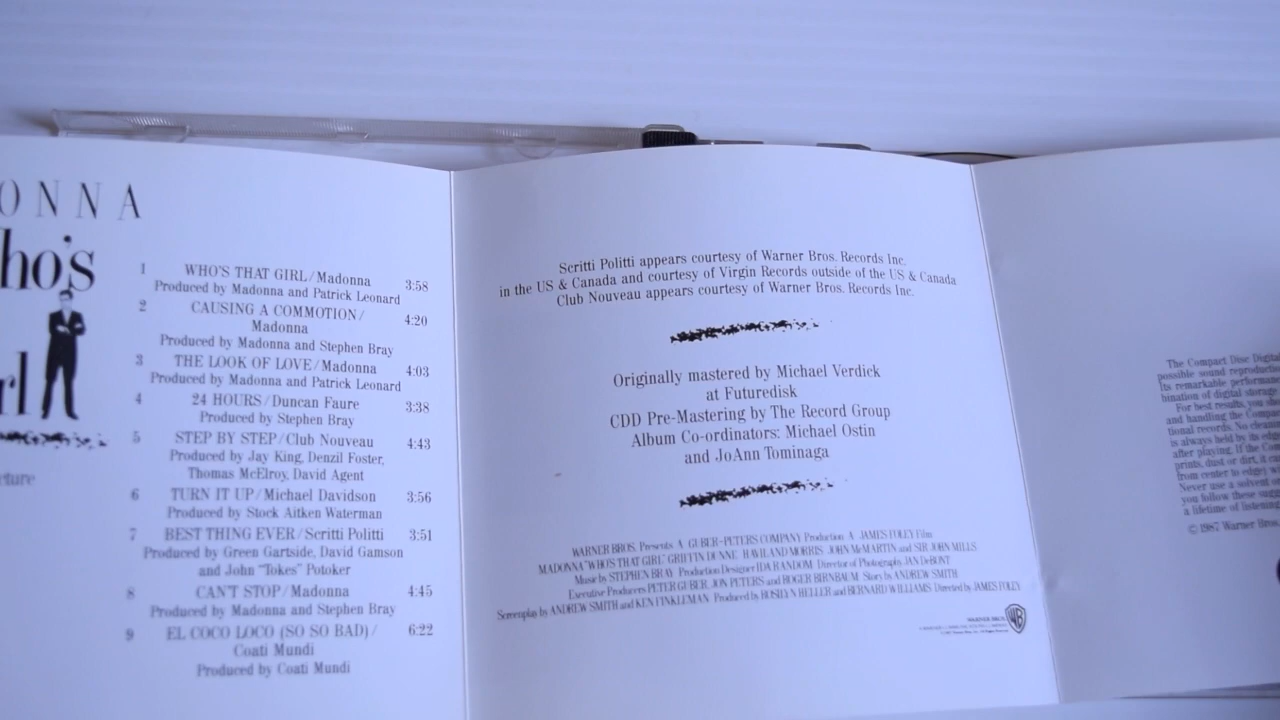 ONNA
ho's
rl
cture
1 WHO'S THAT GIRL/Madonna 3:58
Produced by Madonna and Patrick Leonard
2 CAUSING A COMMOTION/ 4:20
Madonna
Produced by Madonna and Stephen Bray
3 THE LOOK OF LOVE/Madonna 4:03
Produced by Madonna and Patrick Leonard
4 24 HOURS/Duncan Faure 3:38
Produced by Stephen Bray
5 STEP BY STEP/Club Nouveau 4:43
Produced by Jay King, Denzil Foster,
Thomas McElroy, David Agent
6 TURN IT UP/Michael Davidson 3:56
Produced by Stock Aitken Waterman
7 BEST THING EVER/Scritti Politti 3:51
Produced by Green Gartside, David Gamson
and John "Tokes" Potoker
8 CAN'T STOP/Madonna 4:45
Produced by Madonna and Stephen Bray
9 EL COCO LOCO (SO SO BAD)/ 6:22
Coati Mundi
Produced by Coati Mundi
Scritti Politti appears courtesy of Warner Bros. Records Inc.
in the US & Canada and courtesy of Virgin Records outside of the US & Canada
Club Nouveau appears courtesy of Warner Bros. Records Inc.
Originally mastered by Michael Verdick
at Futuredisk
CDD Pre-Mastering by The Record Group
Album Co-ordinators: Michael Ostin
and JoAnn Tominaga
WARNER BROS. Presents A GUBER-PETERS COMPANY Production A JAMES FOLEY Film
MADONNA "WHO'S THAT GIRL" GRIFFIN DUNNE HAVILAND MORRIS JOHN McMARTIN and SIR JOHN MILLS
Music by STEPHEN BRAY Production Designer IDA RANDOM Director of Photography JAN DeBONT
Executive Producers PETER GUBER, JON PETERS and ROGER BIRNBAUM Story by ANDREW SMITH
Screenplay by ANDREW SMITH and KEN FINKLEMAN Produced by ROSILYN HELLER and BERNARD WILLIAMS Directed by JAMES FOLEY
WARNER BROS.
WB
The Compact Disc Digita
possible sound reproductio
Its remarkable performan
bination of digital storage
For best results, you sho
and handling the Compac
tional records. No cleanin
is always held by its edge
after playing. If the Com
prints, dust or dirt, it can
from center to edge) wi
Never use a solvent or
you follow these sugg
a lifetime of listening
© 1987 Warner Bros.